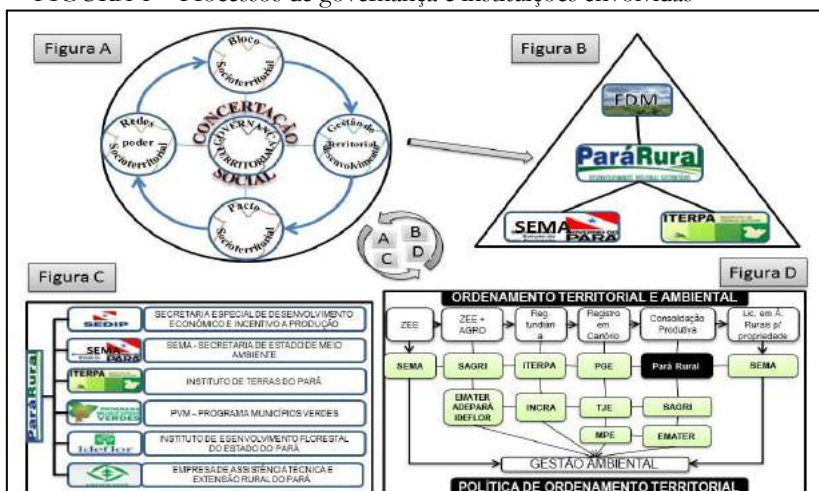 FIGURA 1 – Processos de governança e instituições envolvidas
Figura A
Bloco
Socioterritorial
Redes
poder
Socioterritorial
CONCERTAÇÃO
GOVERNANÇA
TERRITORIMA
SOCIAL
Gestão do
Territorial
desenvolvimento
Pacto
Socioterritorial
Figura B
FDM
ParáRural
SEMA
PARÁ
ITERPA
A B
C D
Figura C
ParáRural
SEDIP
SECRETARIA ESPECIAL DE DESENVOLVIMENTO
ECONÔMICO E INCENTIVO A PRODUÇÃO
SEMA
PARÁ
SEMA - SECRETARIA DE ESTADO DE MEIO
AMBIENTE
ITERPA
INSTITUTO DE TERRAS DO PARÁ
VERDES
PVM – PROGRAMA MUNICÍPIOS VERDES
Ideflor
INSTITUTO DE ESENVOLVIMENTO FLORESTAL
DO ESTADO DO PARÁ
EMPRESA DE ASSISTÊNCIA TÉCNICA E
EXTENSÃO RURAL DO PARÁ
Figura D
ORDENAMENTO TERRITORIAL E AMBIENTAL
ZEE
ZEE +
AGRO
Reg.
fundiári
a
Registro
em
Cartório
Consolidação
Produtiva
Lic. em Á.
Rurais p/
propriedade
SEMA
SAGRI
ITERPA
PGE
Pará Rural
SEMA
EMATER
ADEPARÁ
IDEFLOR
INCRA
TJE
SAGRI
MPE
EMATER
GESTÃO AMBIENTAL
POLÍTICA DE ORDENAMENTO TERRITORIAL